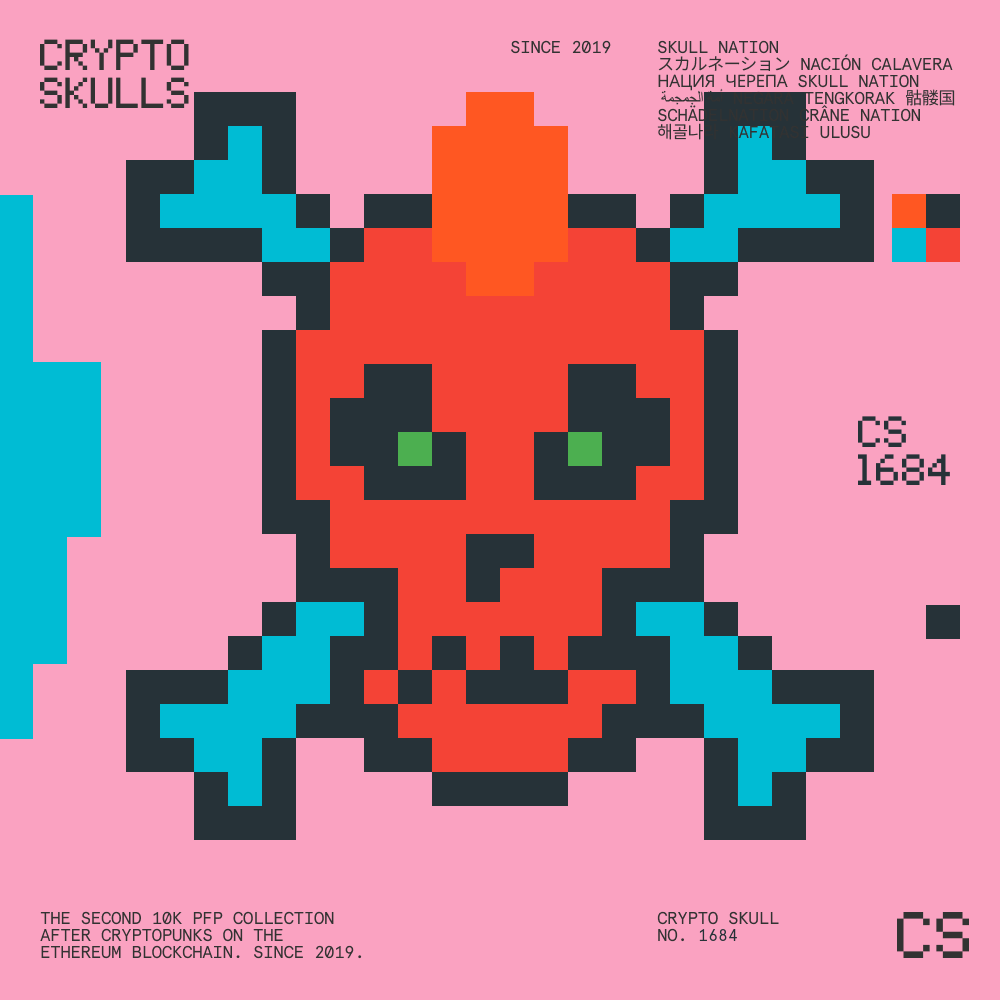 CRYPTO
SKULLS
SINCE 2019
SKULL NATION
スカルネーション NACIÓN CALAVERA
НАЦИЯ ЧЕРЕПА SKULL NATION
الجمجمة TENGKORAK 骷髅国
CRÂNE NATION
ULUSU
CS
1684
THE SECOND 10K PFP COLLECTION
AFTER CRYPTOPUNKS ON THE
ETHEREUM BLOCKCHAIN. SINCE 2019.
CRYPTO SKULL
NO. 1684
CS